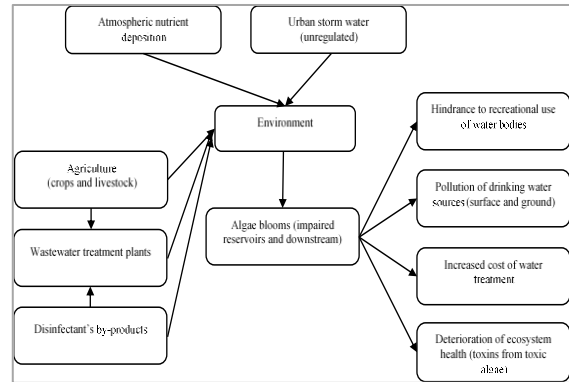 Atmospheric nutrient
deposition
Urban storm water
(unregulated)
Environment
Agriculture
(crops and livestock)
Wastewater treatment plants
Disinfectant's by-products
Algae blooms (impaired
reservoirs and downstream)
Hindrance to recreational use
of water bodies
Pollution of drinking water
sources (surface and ground)
Increased cost of water
treatment
Deterioration of ecosystem
health (toxins from toxic
algae)